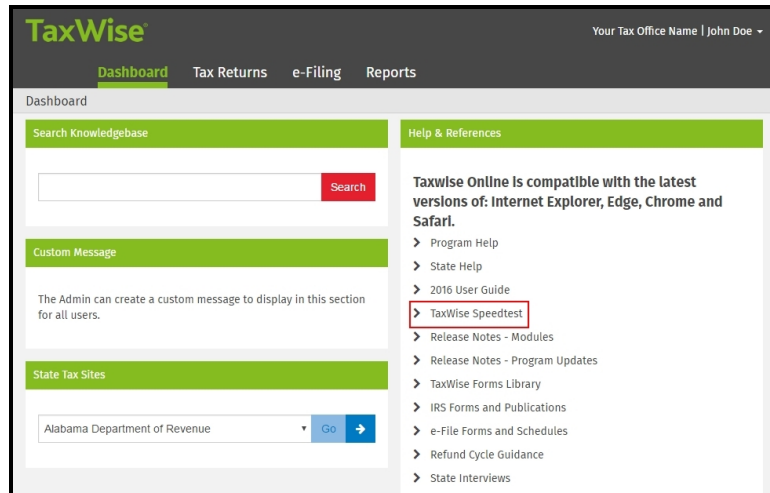 TaxWise®
Your Tax Office Name | John Doe
Dashboard Tax Returns e-Filing Reports
Dashboard
Search Knowledgebase
Search
Custom Message
The Admin can create a custom message to display in this section
for all users.
State Tax Sites
Alabama Department of Revenue
Go
Help & References
Taxwise Online is compatible with the latest
versions of: Internet Explorer, Edge, Chrome and
Safari.
Program Help
State Help
2016 User Guide
TaxWise Speedtest
Release Notes - Modules
Release Notes - Program Updates
TaxWise Forms Library
IRS Forms and Publications
e-File Forms and Schedules
Refund Cycle Guidance
State Interviews